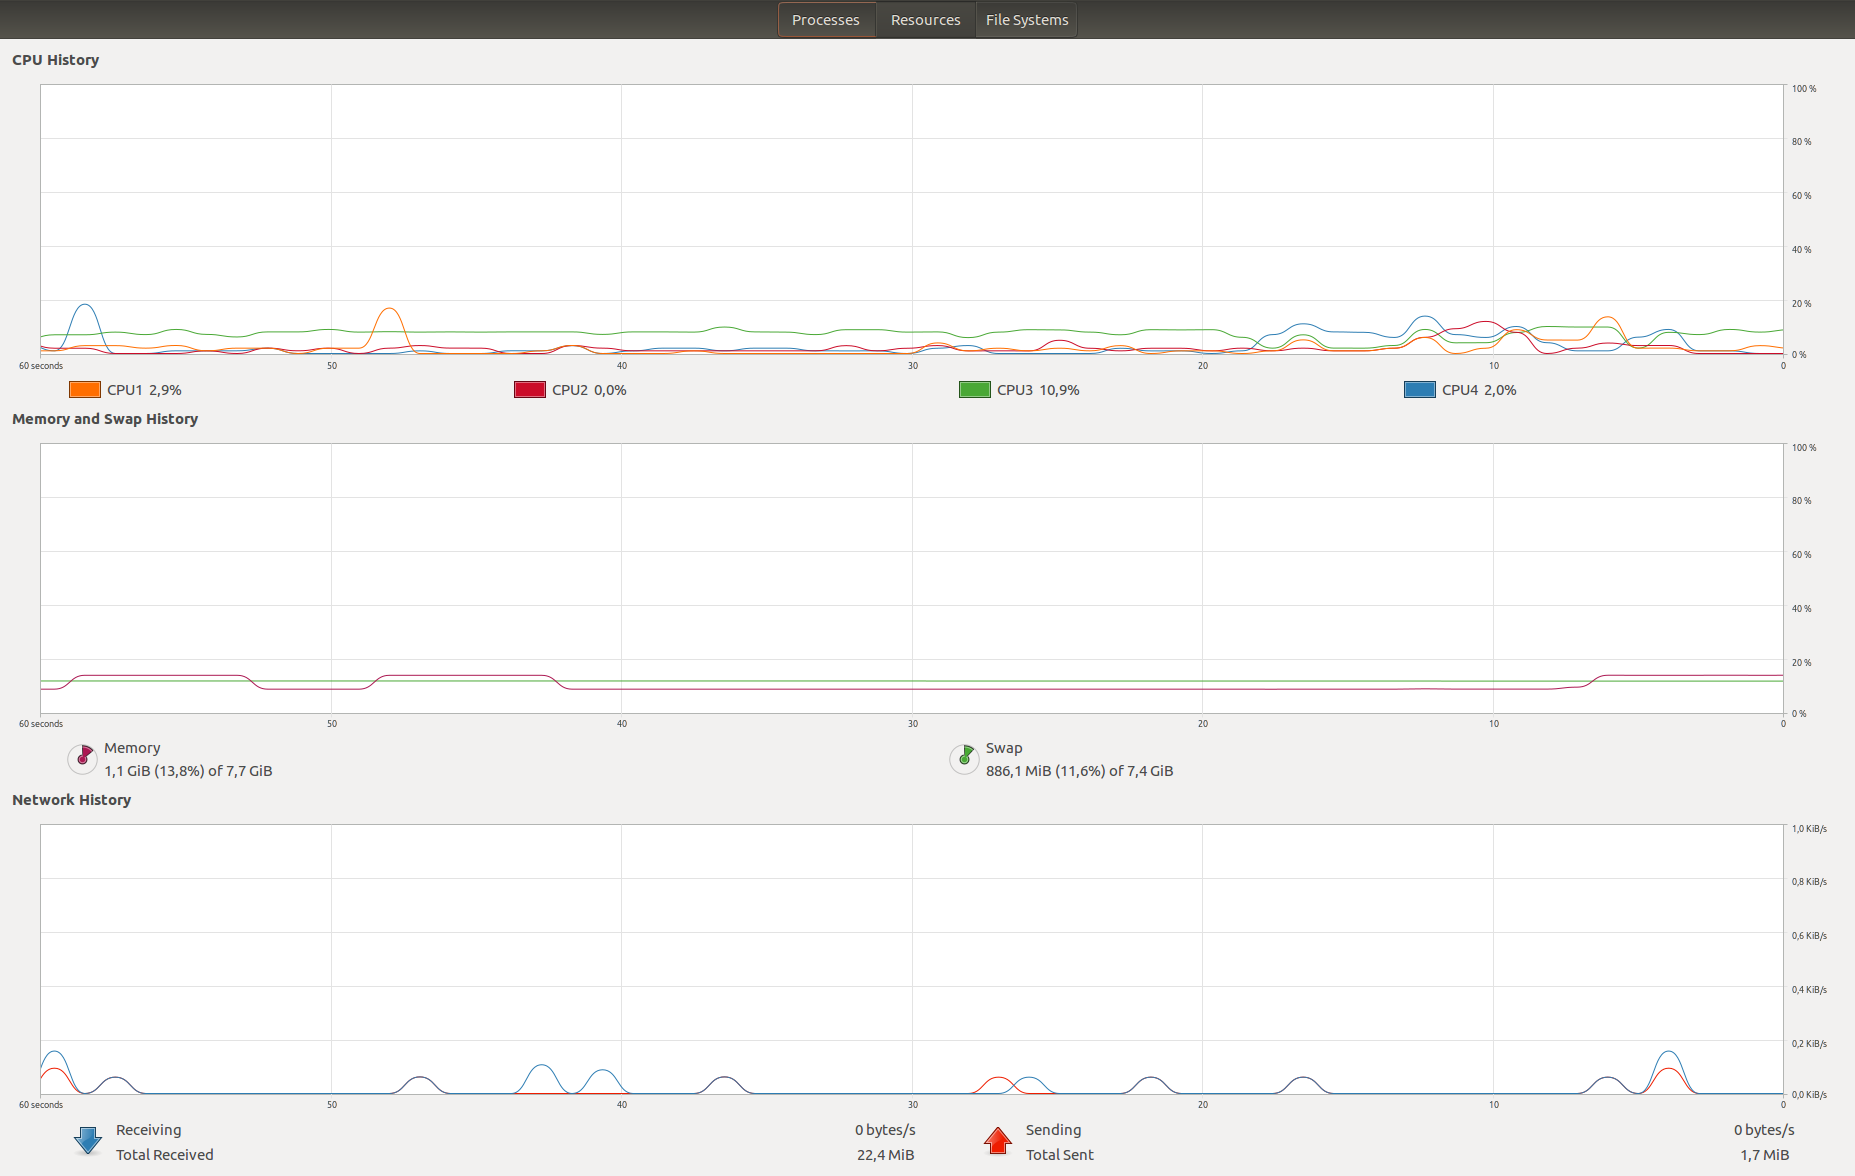 Processes Resources File Systems
CPU History
100 %
80 %
60 %
40 %
20 %
0 %
60 seconds 50 40 30 20 10 0
CPU1 2,9% CPU2 0,0% CPU3 10,9% CPU4 2,0%
Memory and Swap History
100 %
80 %
60 %
40 %
20 %
0 %
60 seconds 50 40 30 20 10 0
Memory Swap
1,1 GiB (13,8%) of 7,7 GiB 886,1 MiB (11,6%) of 7,4 GiB
Network History
1,0 KiB/s
0,8 KiB/s
0,6 KiB/s
0,4 KiB/s
0,2 KiB/s
0,0 KiB/s
60 seconds 50 40 30 20 10 0
Receiving 0 bytes/s Sending 0 bytes/s
Total Received 22,4 MiB Total Sent 1,7 MiB